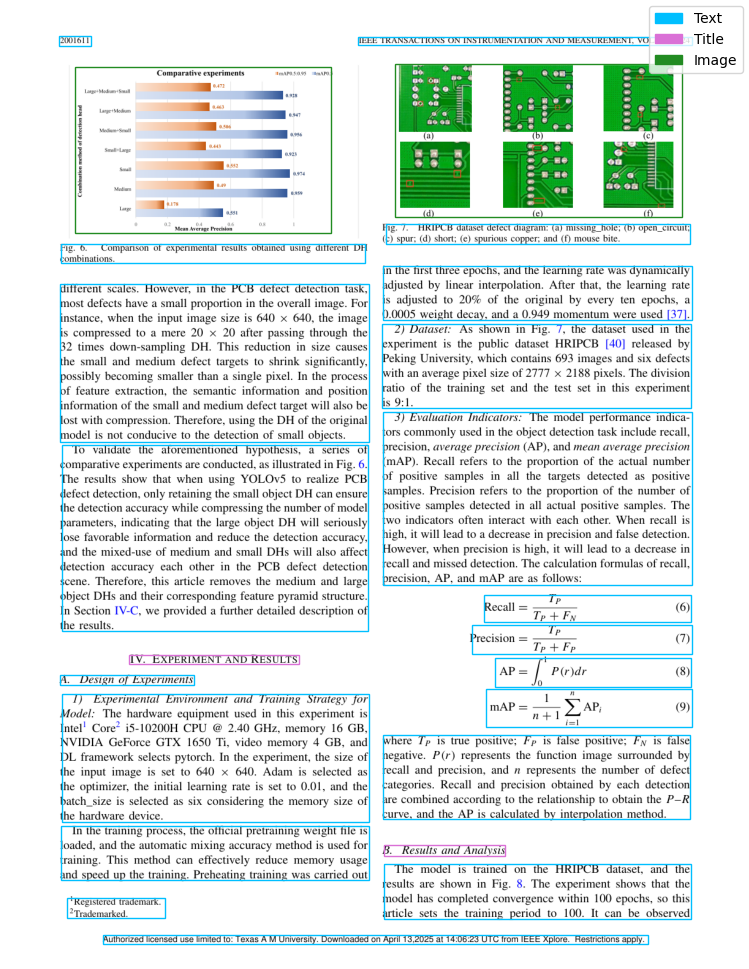 2001611
IEEE TRANSACTIONS ON INSTRUMENTATION AND MEASUREMENT, VO
Text
Title
Image
Comparative experiments
mAP0.5:0.95
mAP0.5
Combination method of detection head
Large+Medium+Small
0.472
0.928
Large+Medium
0.463
0.947
Medium+Small
0.506
0.956
Small+Large
0.443
0.923
Small
0.552
0.974
Medium
0.49
0.959
Large
0.178
0.551
0 0.2 0.4 0.6 0.8 1
Mean Average Precision
Fig. 6. Comparison of experimental results obtained using different DH
combinations.
different scales. However, in the PCB defect detection task,
most defects have a small proportion in the overall image. For
instance, when the input image size is 640 × 640, the image
is compressed to a mere 20 × 20 after passing through the
32 times down-sampling DH. This reduction in size causes
the small and medium defect targets to shrink significantly,
possibly becoming smaller than a single pixel. In the process
of feature extraction, the semantic information and position
information of the small and medium defect target will also be
lost with compression. Therefore, using the DH of the original
model is not conducive to the detection of small objects.
To validate the aforementioned hypothesis, a series of
comparative experiments are conducted, as illustrated in Fig. 6.
The results show that when using YOLOv5 to realize PCB
defect detection, only retaining the small object DH can ensure
the detection accuracy while compressing the number of model
parameters, indicating that the large object DH will seriously
lose favorable information and reduce the detection accuracy,
and the mixed-use of medium and small DHs will also affect
detection accuracy each other in the PCB defect detection
scene. Therefore, this article removes the medium and large
object DHs and their corresponding feature pyramid structure.
In Section IV-C, we provided a further detailed description of
the results.
IV. EXPERIMENT AND RESULTS
A. Design of Experiments
1) Experimental Environment and Training Strategy for
Model: The hardware equipment used in this experiment is
Intel¹ Core² i5-10200H CPU @ 2.40 GHz, memory 16 GB,
NVIDIA GeForce GTX 1650 Ti, video memory 4 GB, and
DL framework selects pytorch. In the experiment, the size of
the input image is set to 640 × 640. Adam is selected as
the optimizer, the initial learning rate is set to 0.01, and the
batch_size is selected as six considering the memory size of
the hardware device.
In the training process, the official pretraining weight file is
loaded, and the automatic mixing accuracy method is used for
training. This method can effectively reduce memory usage
and speed up the training. Preheating training was carried out
¹Registered trademark.
²Trademarked.
(a) (b) (c)
(d) (e) (f)
Fig. 7. HRIPCB dataset defect diagram: (a) missing_hole; (b) open_circuit;
(c) spur; (d) short; (e) spurious copper; and (f) mouse bite.
in the first three epochs, and the learning rate was dynamically
adjusted by linear interpolation. After that, the learning rate
is adjusted to 20% of the original by every ten epochs, a
0.0005 weight decay, and a 0.949 momentum were used [37].
2) Dataset: As shown in Fig. 7, the dataset used in the
experiment is the public dataset HRIPCB [40] released by
Peking University, which contains 693 images and six defects
with an average pixel size of 2777 × 2188 pixels. The division
ratio of the training set and the test set in this experiment
is 9:1.
3) Evaluation Indicators: The model performance indica-
tors commonly used in the object detection task include recall,
precision, average precision (AP), and mean average precision
(mAP). Recall refers to the proportion of the actual number
of positive samples in all the targets detected as positive
samples. Precision refers to the proportion of the number of
positive samples detected in all actual positive samples. The
two indicators often interact with each other. When recall is
high, it will lead to a decrease in precision and false detection.
However, when precision is high, it will lead to a decrease in
recall and missed detection. The calculation formulas of recall,
precision, AP, and mAP are as follows:
Recall = T_P / (T_P + F_N) (6)
Precision = T_P / (T_P + F_P) (7)
AP = ∫₀¹ P(r)dr (8)
mAP = 1/(n + 1) ∑_{i=1}^{n} AP_i (9)
where T_P is true positive; F_P is false positive; F_N is false
negative. P(r) represents the function image surrounded by
recall and precision, and n represents the number of defect
categories. Recall and precision obtained by each detection
are combined according to the relationship to obtain the P–R
curve, and the AP is calculated by interpolation method.
B. Results and Analysis
The model is trained on the HRIPCB dataset, and the
results are shown in Fig. 8. The experiment shows that the
model has completed convergence within 100 epochs, so this
article sets the training period to 100. It can be observed
Authorized licensed use limited to: Texas A M University. Downloaded on April 13,2025 at 14:06:23 UTC from IEEE Xplore. Restrictions apply.